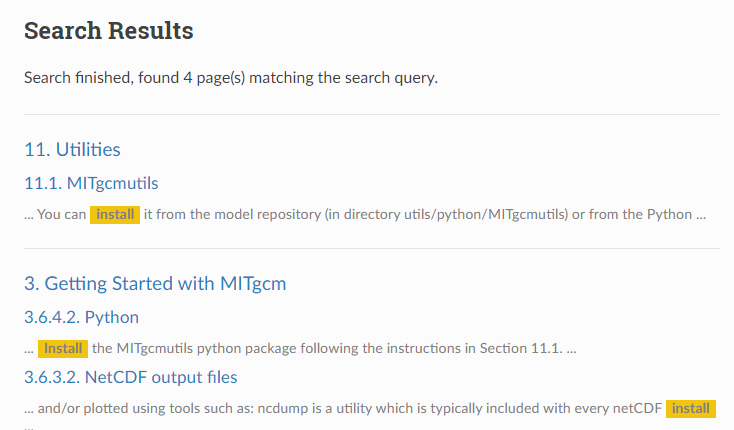 Search Results
Search finished, found 4 page(s) matching the search query.
11. Utilities
11.1. MITgcmutils
... You can install it from the model repository (in directory utils/python/MITgcmutils) or from the Python ...
3. Getting Started with MITgcm
3.6.4.2. Python
... Install the MITgcmutils python package following the instructions in Section 11.1. ...
3.6.3.2. NetCDF output files
... and/or plotted using tools such as: ncdump is a utility which is typically included with every netCDF install
...